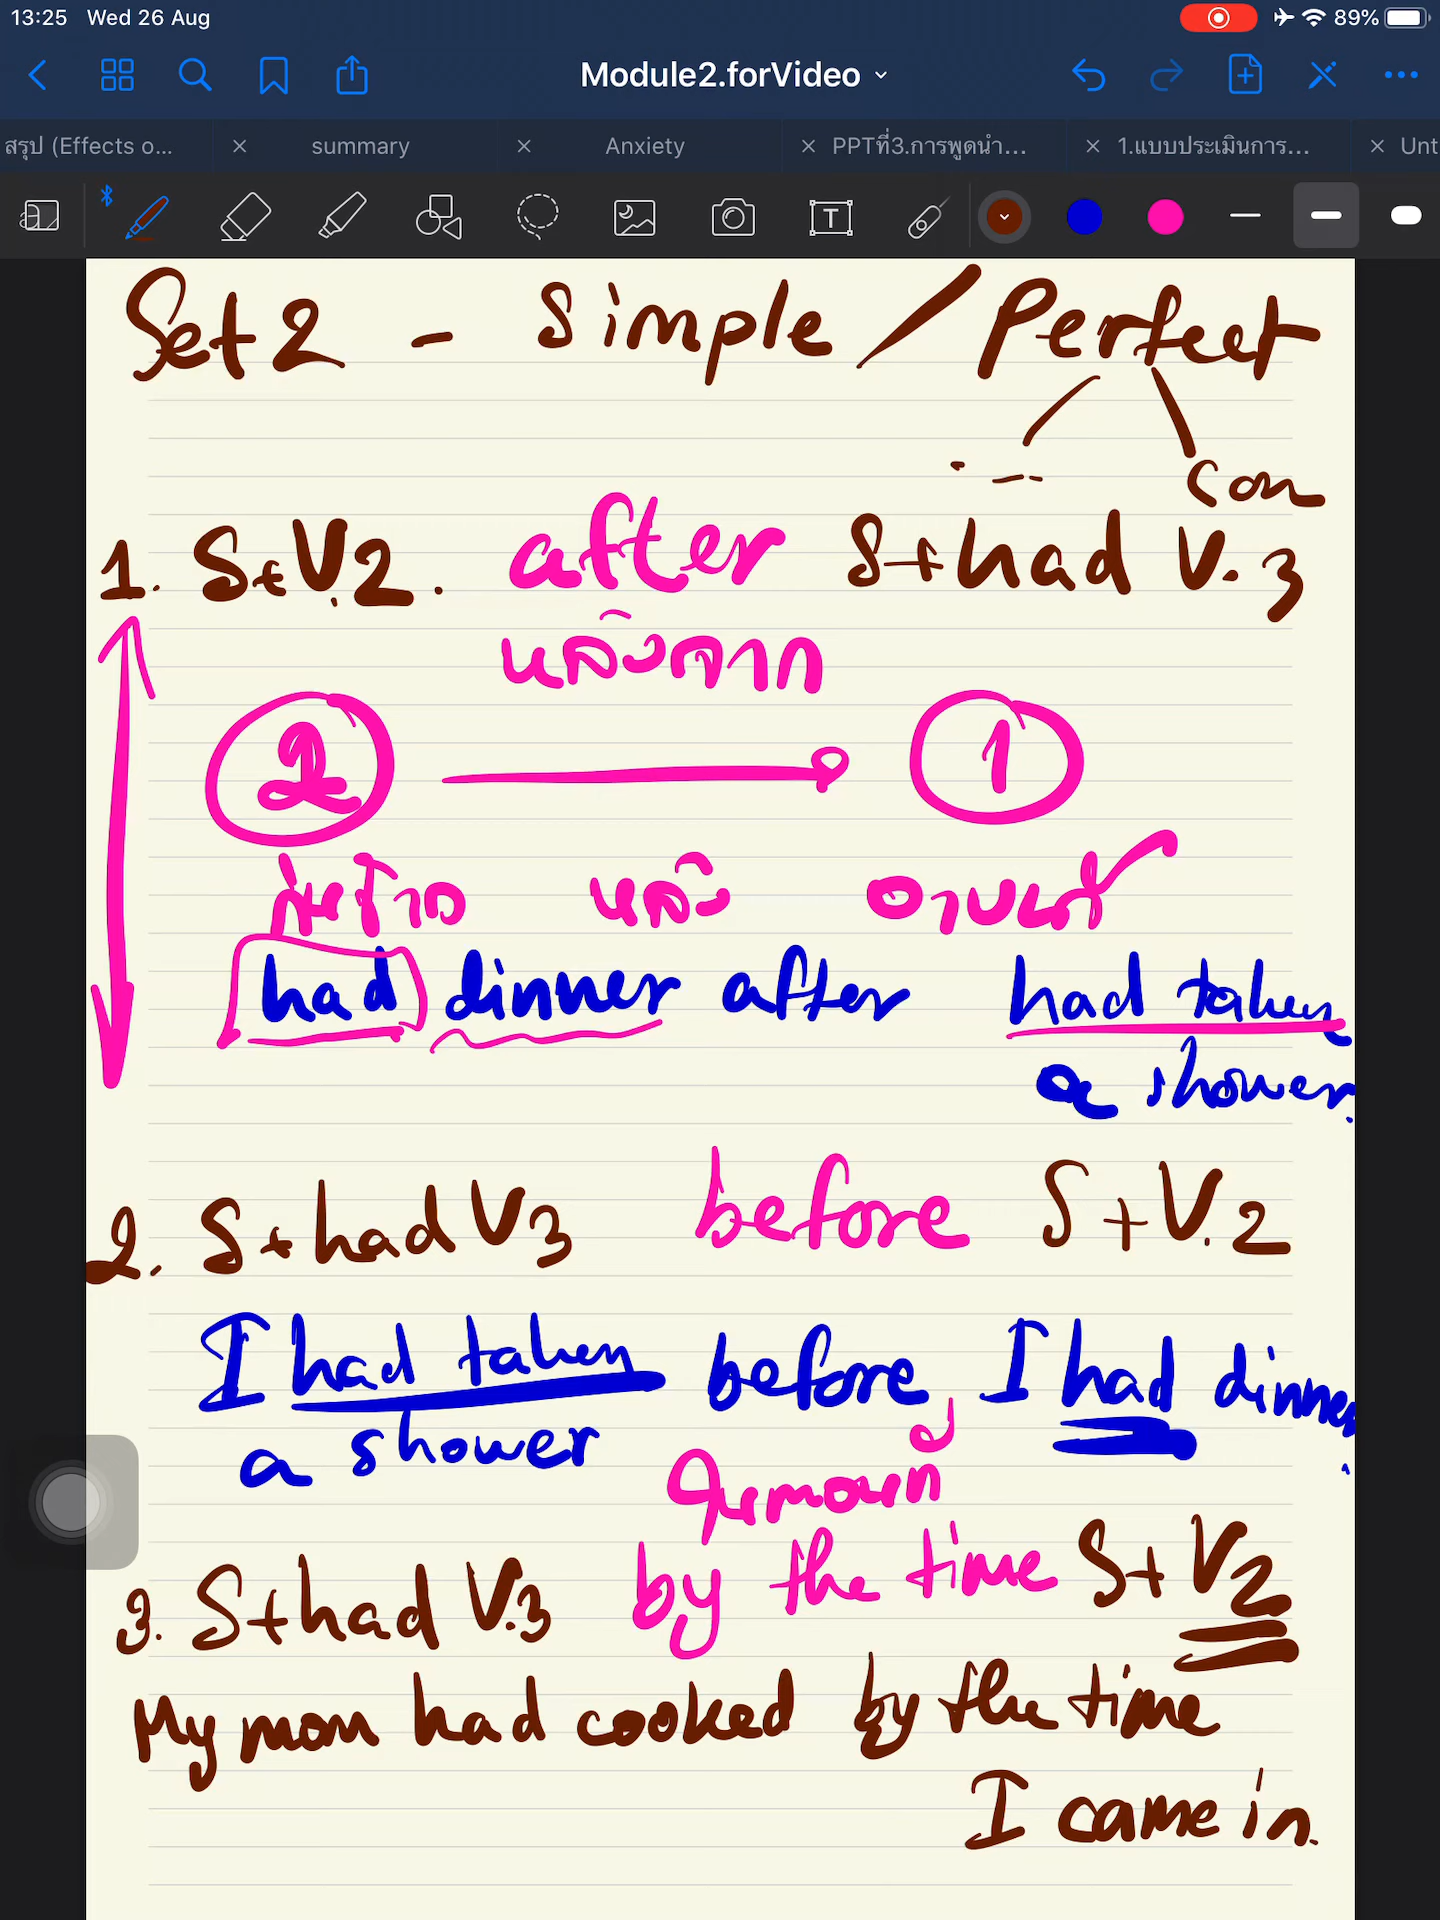 13:25 Wed 26 Aug 89%
Module2.forVideo
สรุป (Effects o... summary Anxiety PPTที่3.การพูดนำ... 1.แบบประเมินการ... Unt
Set 2 - Simple / Perfect
... con
1. S+V.2. after S+had V.3
หลังจาก
2 1
กินข้าว หลัง อาบน้ำ
had dinner after had taken
a shower.
2. S+had V3 before S+V.2
I had taken before I had dinner
a shower
by the time S+V2
3. S+had V.3
My mom had cooked by the time
I came in.